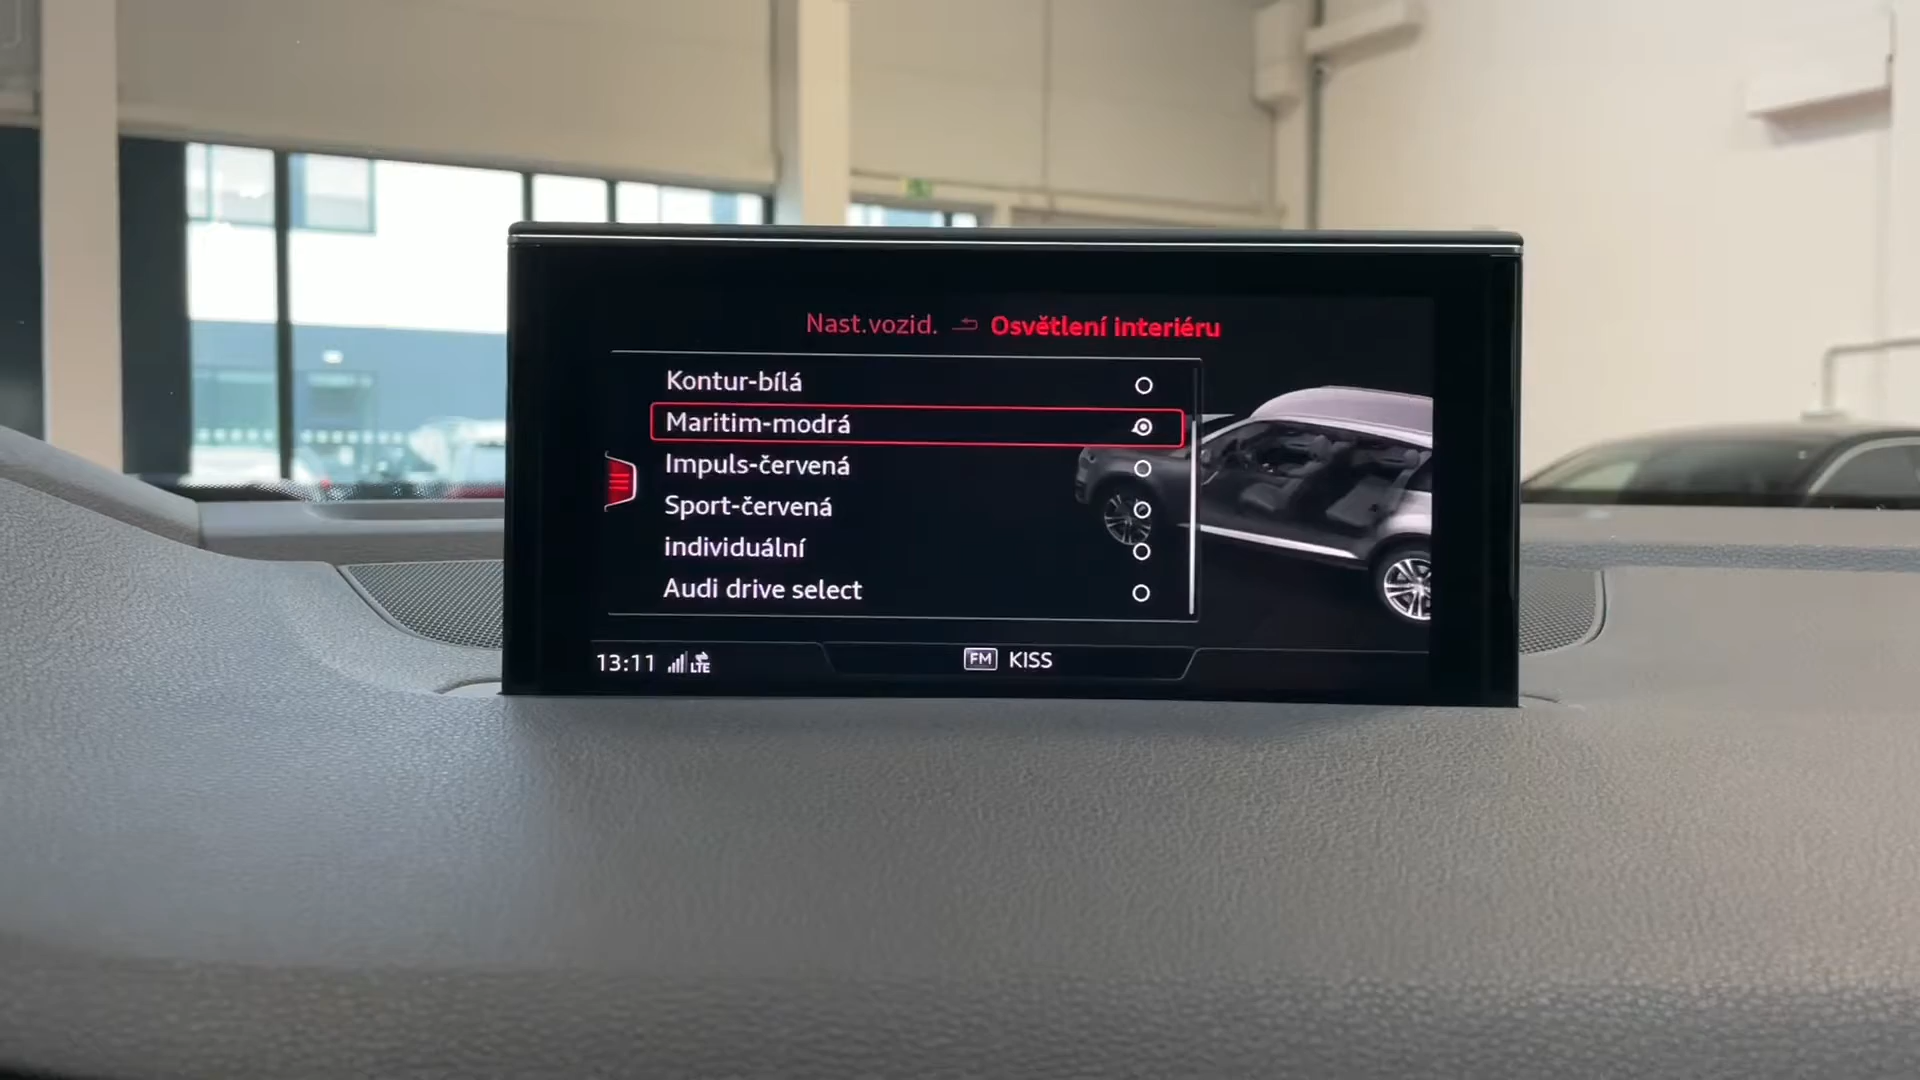 Nast.vozid. Osvětlení interiéru
Kontur-bílá
Maritim-modrá
Impuls-červená
Sport-červená
individuální
Audi drive select
13:11 LTE FM KISS